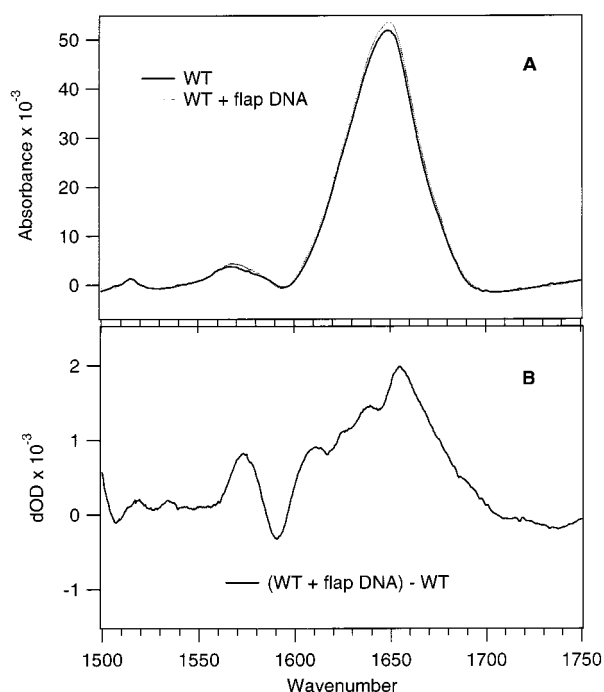 A
WT
WT + flap DNA
Absorbance x 10-3
50
40
30
20
10
0
B
dOD x 10-3
2
1
0
-1
(WT + flap DNA) - WT
1500 1550 1600 1650 1700 1750
Wavenumber